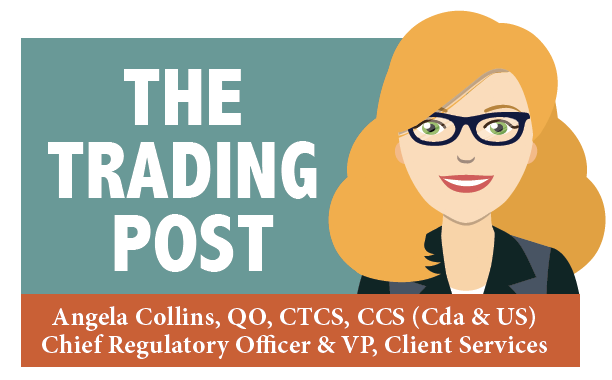 THE
TRADING
POST
Angela Collins, QO, CTCS, CCS (Cda & US)
Chief Regulatory Officer & VP, Client Services